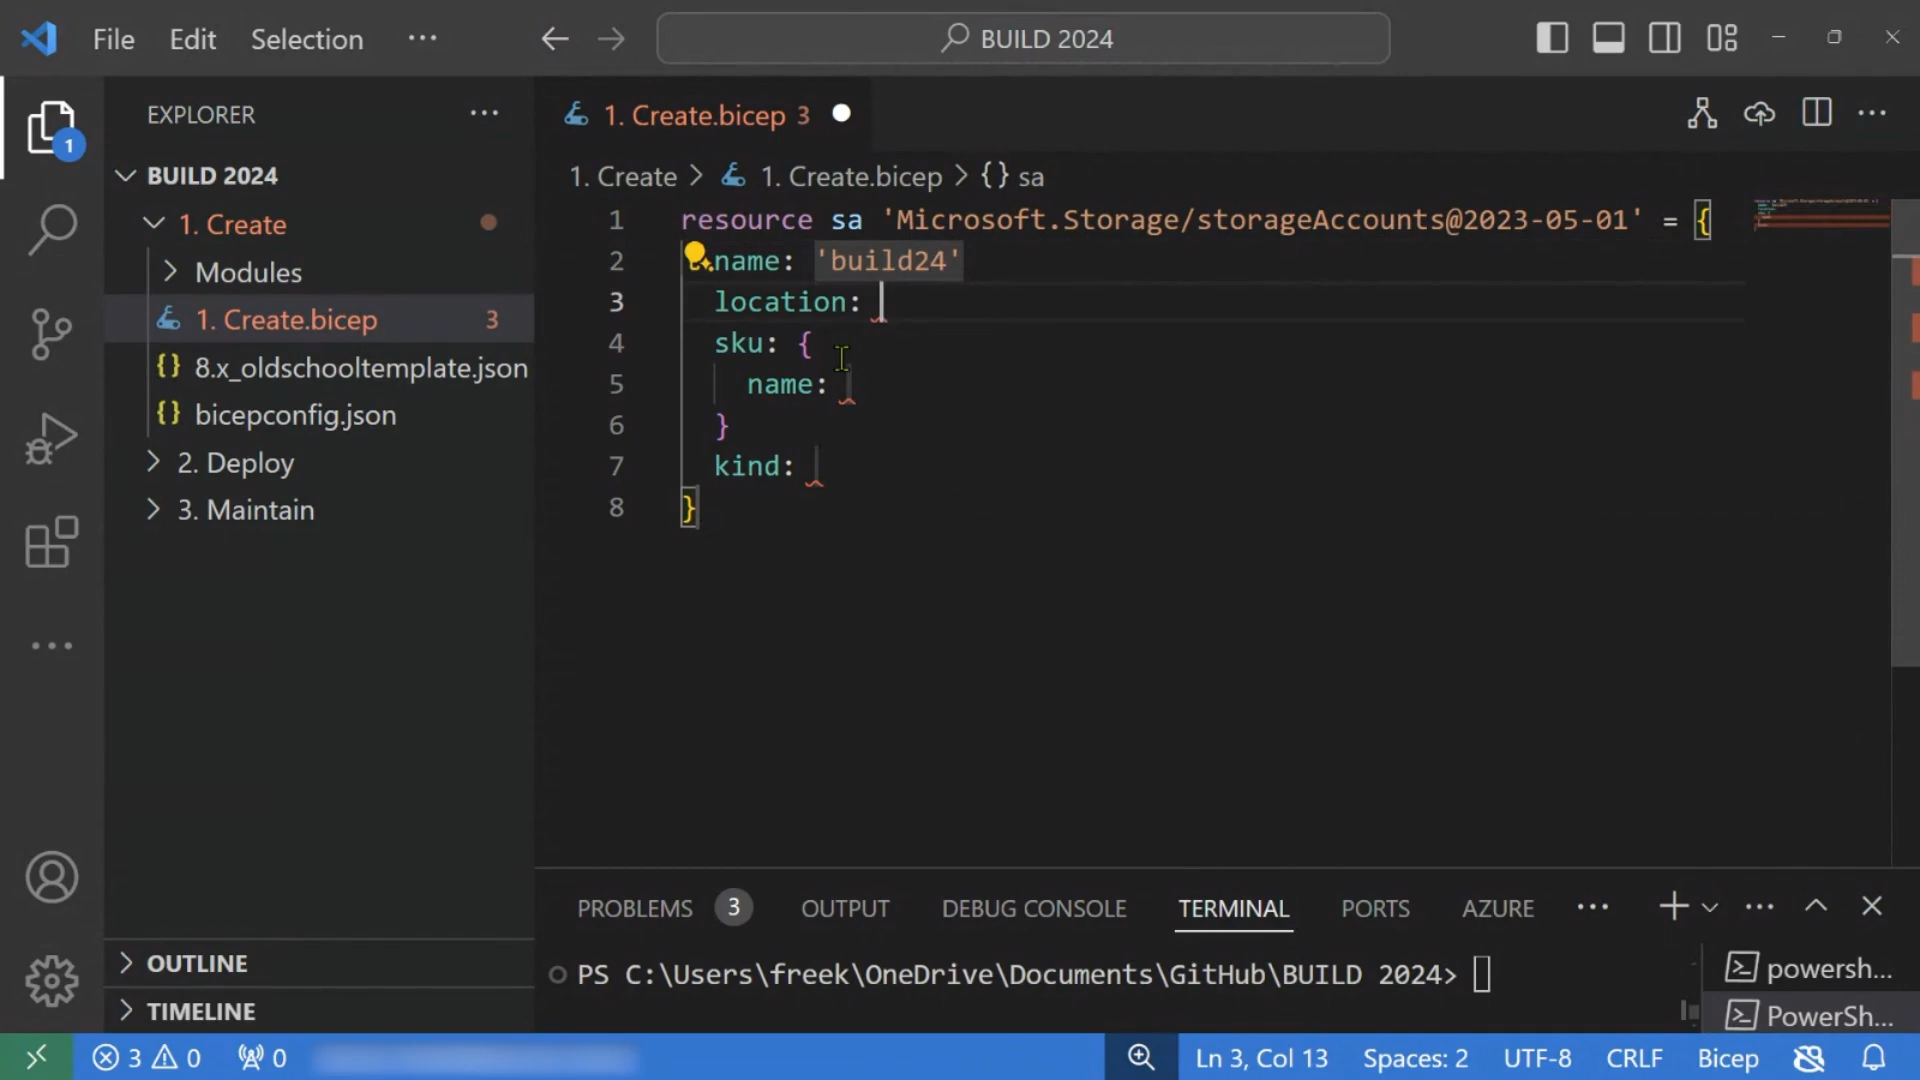 File Edit Selection ··· BUILD 2024
EXPLORER ···
1
BUILD 2024
1. Create
Modules
1. Create.bicep 3
8.x_oldschooltemplate.json
bicepconfig.json
2. Deploy
3. Maintain
OUTLINE
TIMELINE
1. Create.bicep 3
1. Create > 1. Create.bicep > {} sa
1 resource sa 'Microsoft.Storage/storageAccounts@2023-05-01' = {
2 name: 'build24'
3 location:
4 sku: {
5 name:
6 }
7 kind:
8 }
PROBLEMS 3 OUTPUT DEBUG CONSOLE TERMINAL PORTS AZURE ···
PS C:\Users\freek\OneDrive\Documents\GitHub\BUILD 2024>
powersh...
PowerSh...
3 0 0 Ln 3, Col 13 Spaces: 2 UTF-8 CRLF Bicep